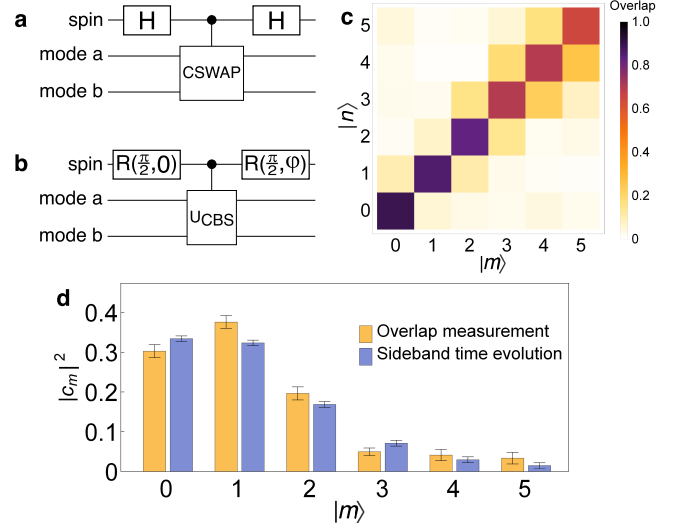 a
spin H H
mode a
CSWAP
mode b
b
spin R(π/2,0) R(π/2,φ)
mode a
UCBS
mode b
c
Overlap
1.0
0.8
0.6
0.4
0.2
0
|n⟩
5
4
3
2
1
0
0 1 2 3 4 5
|m⟩
d
|cm|²
0.4
0.3
0.2
0.1
0
Overlap measurement
Sideband time evolution
0 1 2 3 4 5
|m⟩